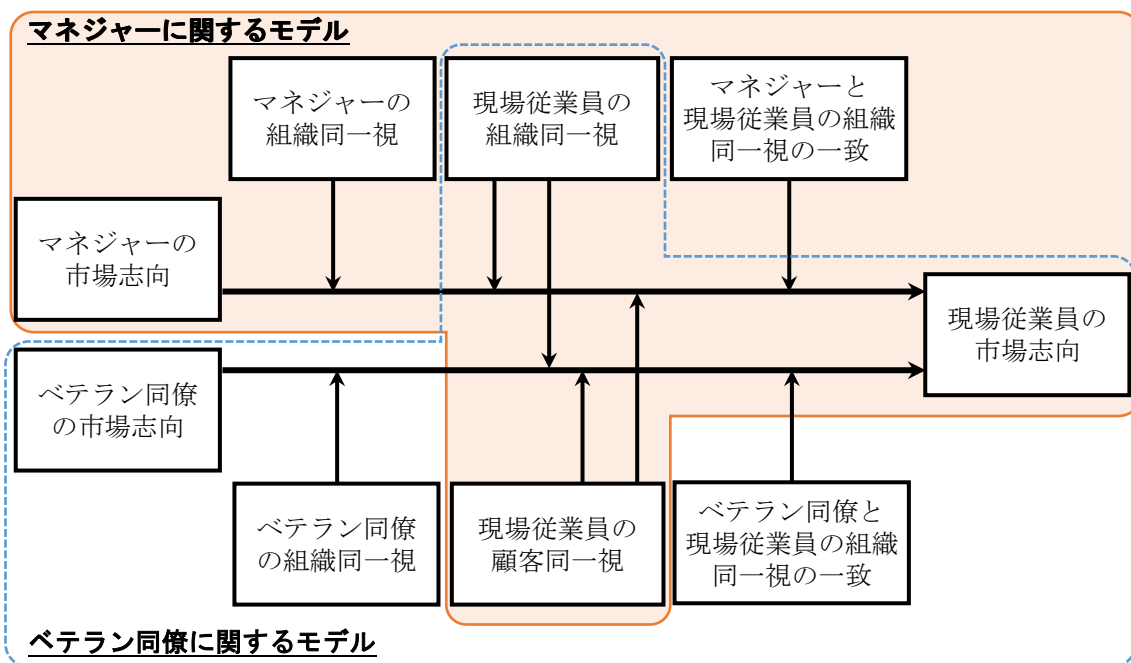 マネジャーに関するモデル
マネジャーの
組織同一視
現場従業員の
組織同一視
マネジャーと
現場従業員の組織
同一視の一致
マネジャーの
市場志向
現場従業員の
市場志向
ベテラン同僚
の市場志向
ベテラン同僚
の組織同一視
現場従業員の
顧客同一視
ベテラン同僚と
現場従業員の組織
同一視の一致
ベテラン同僚に関するモデル